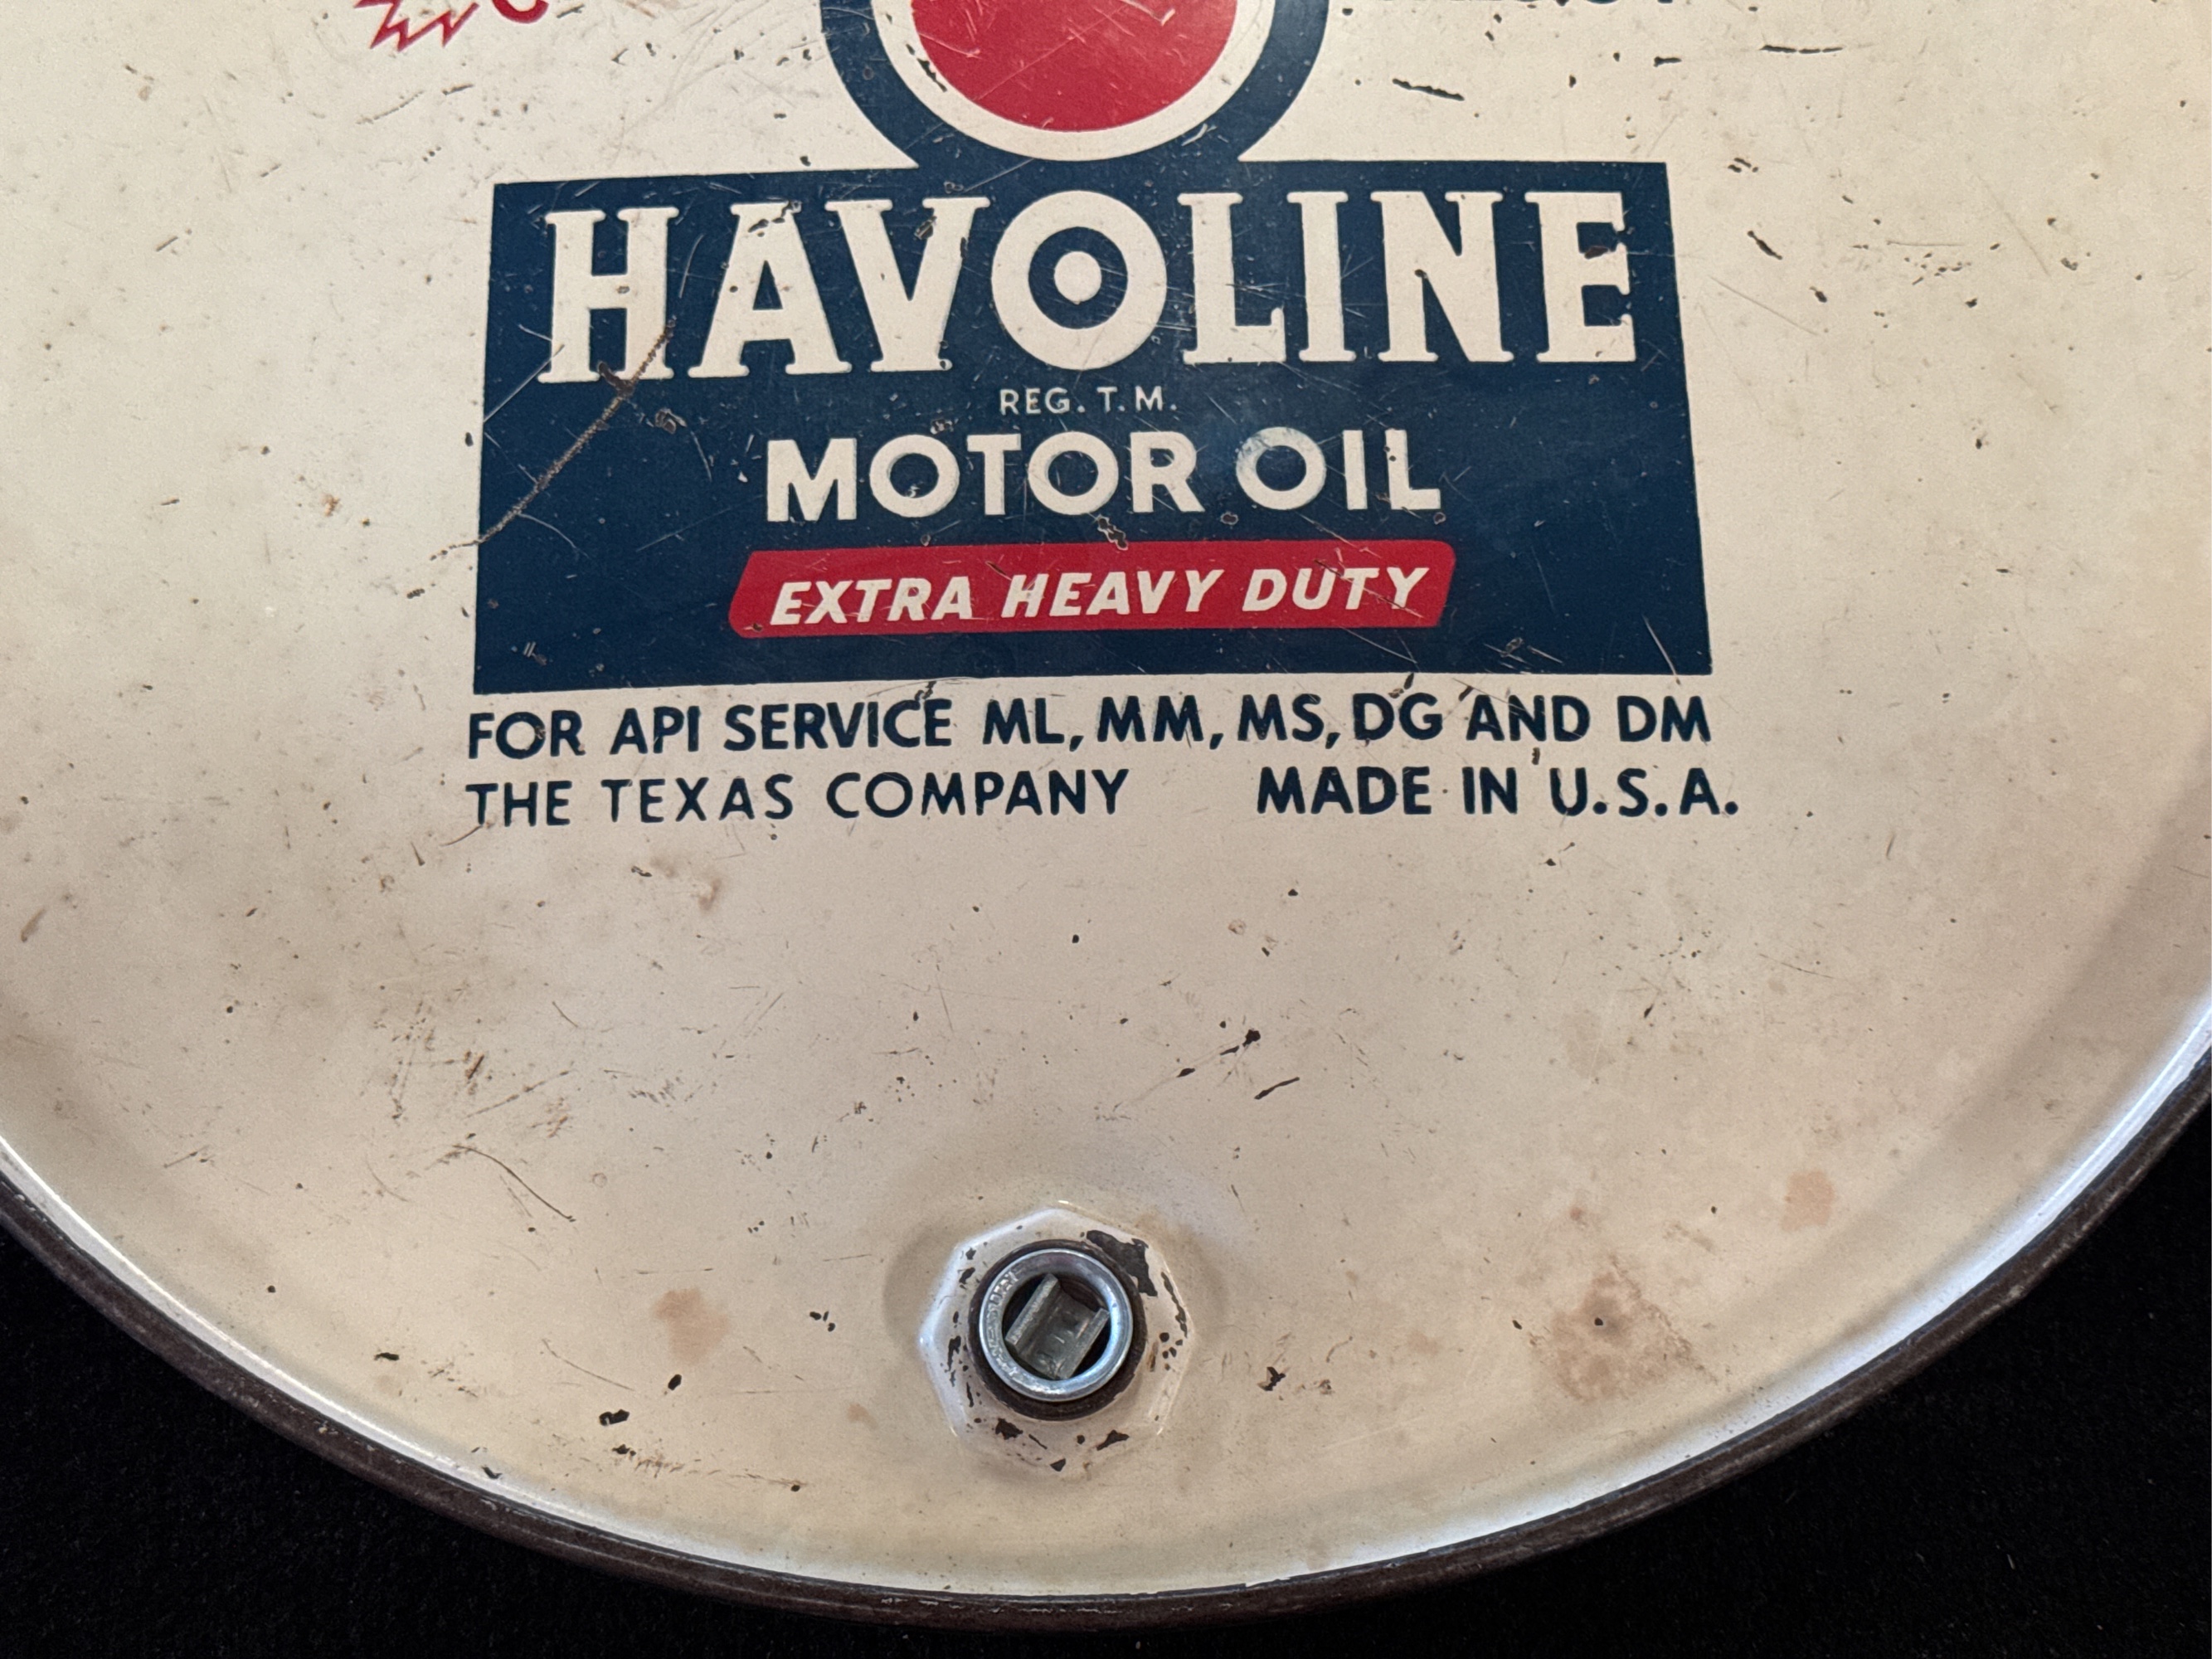 HAVOLINE
REG. T. M.
MOTOR OIL
EXTRA HEAVY DUTY
FOR API SERVICE ML, MM, MS, DG AND DM
THE TEXAS COMPANY MADE IN U.S.A.